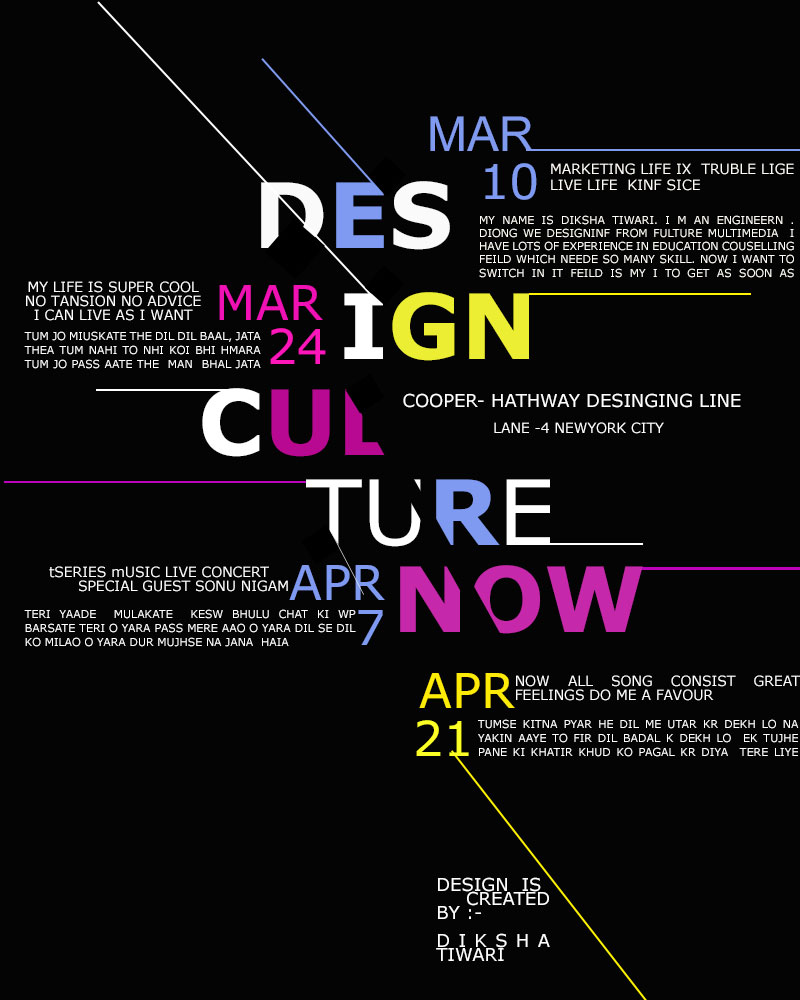 MAR
10
MARKETING LIFE IX TRUBLE LIGE
LIVE LIFE KINF SICE
MY NAME IS DIKSHA TIWARI. I M AN ENGINEERN .
DIONG WE DESIGNINF FROM FULTURE MULTIMEDIA I
HAVE LOTS OF EXPERIENCE IN EDUCATION COUSELLING
FEILD WHICH NEEDE SO MANY SKILL. NOW I WANT TO
SWITCH IN IT FEILD IS MY I TO GET AS SOON AS
DES
IGN
MY LIFE IS SUPER COOL
NO TANSION NO ADVICE
I CAN LIVE AS I WANT
MAR
24
TUM JO MIUSKATE THE DIL DIL BAAL, JATA
THEA TUM NAHI TO NHI KOI BHI HMARA
TUM JO PASS AATE THE MAN BHAL JATA
CUL
COOPER- HATHWAY DESINGING LINE
LANE -4 NEWYORK CITY
TURE
tSERIES mUSIC LIVE CONCERT
SPECIAL GUEST SONU NIGAM
APR
7
TERI YAADE MULAKATE KESW BHULU CHAT KI WP
BARSATE TERI O YARA PASS MERE AAO O YARA DIL SE DIL
KO MILAO O YARA DUR MUJHSE NA JANA HAIA
NOW
APR
21
NOW ALL SONG CONSIST GREAT
FEELINGS DO ME A FAVOUR
TUMSE KITNA PYAR HE DIL ME UTAR KR DEKH LO NA
YAKIN AAYE TO FIR DIL BADAL K DEKH LO EK TUJHE
PANE KI KHATIR KHUD KO PAGAL KR DIYA TERE LIYE
DESIGN IS
CREATED
BY :-
DIKSHA
TIWARI